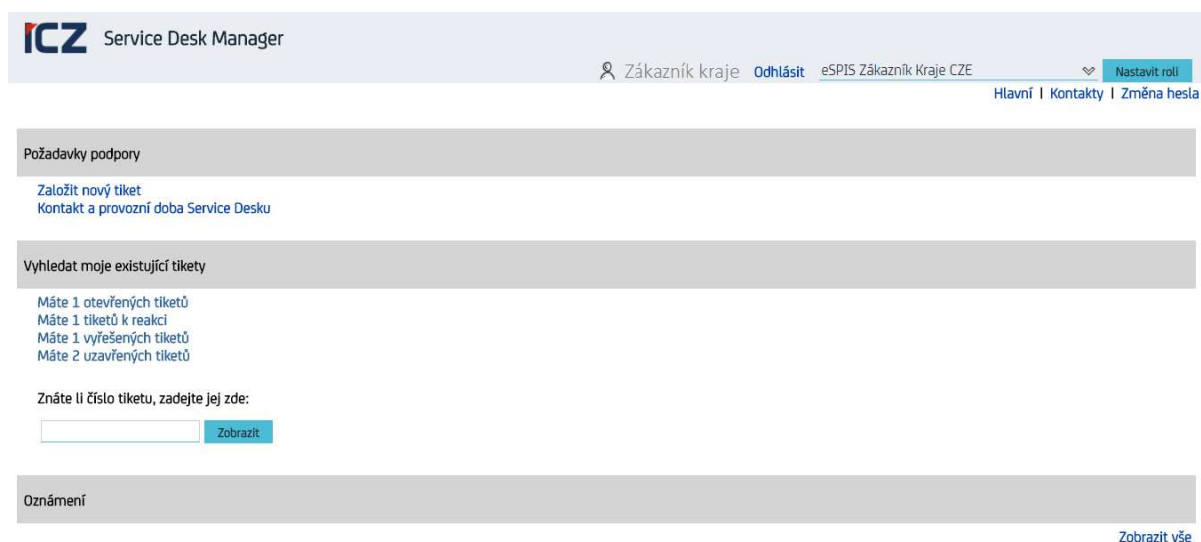 ICZ Service Desk Manager
Zákazník kraje Odhlásit eSPIS Zákazník Kraje CZE Nastavit roli
Hlavní | Kontakty | Změna hesla
Požadavky podpory
Založit nový tiket
Kontakt a provozní doba Service Desku
Vyhledat moje existující tikety
Máte 1 otevřených tiketů
Máte 1 tiketů k reakci
Máte 1 vyřešených tiketů
Máte 2 uzavřených tiketů
Znáte li číslo tiketu, zadejte jej zde:
Zobrazit
Oznámení
Zobrazit vše